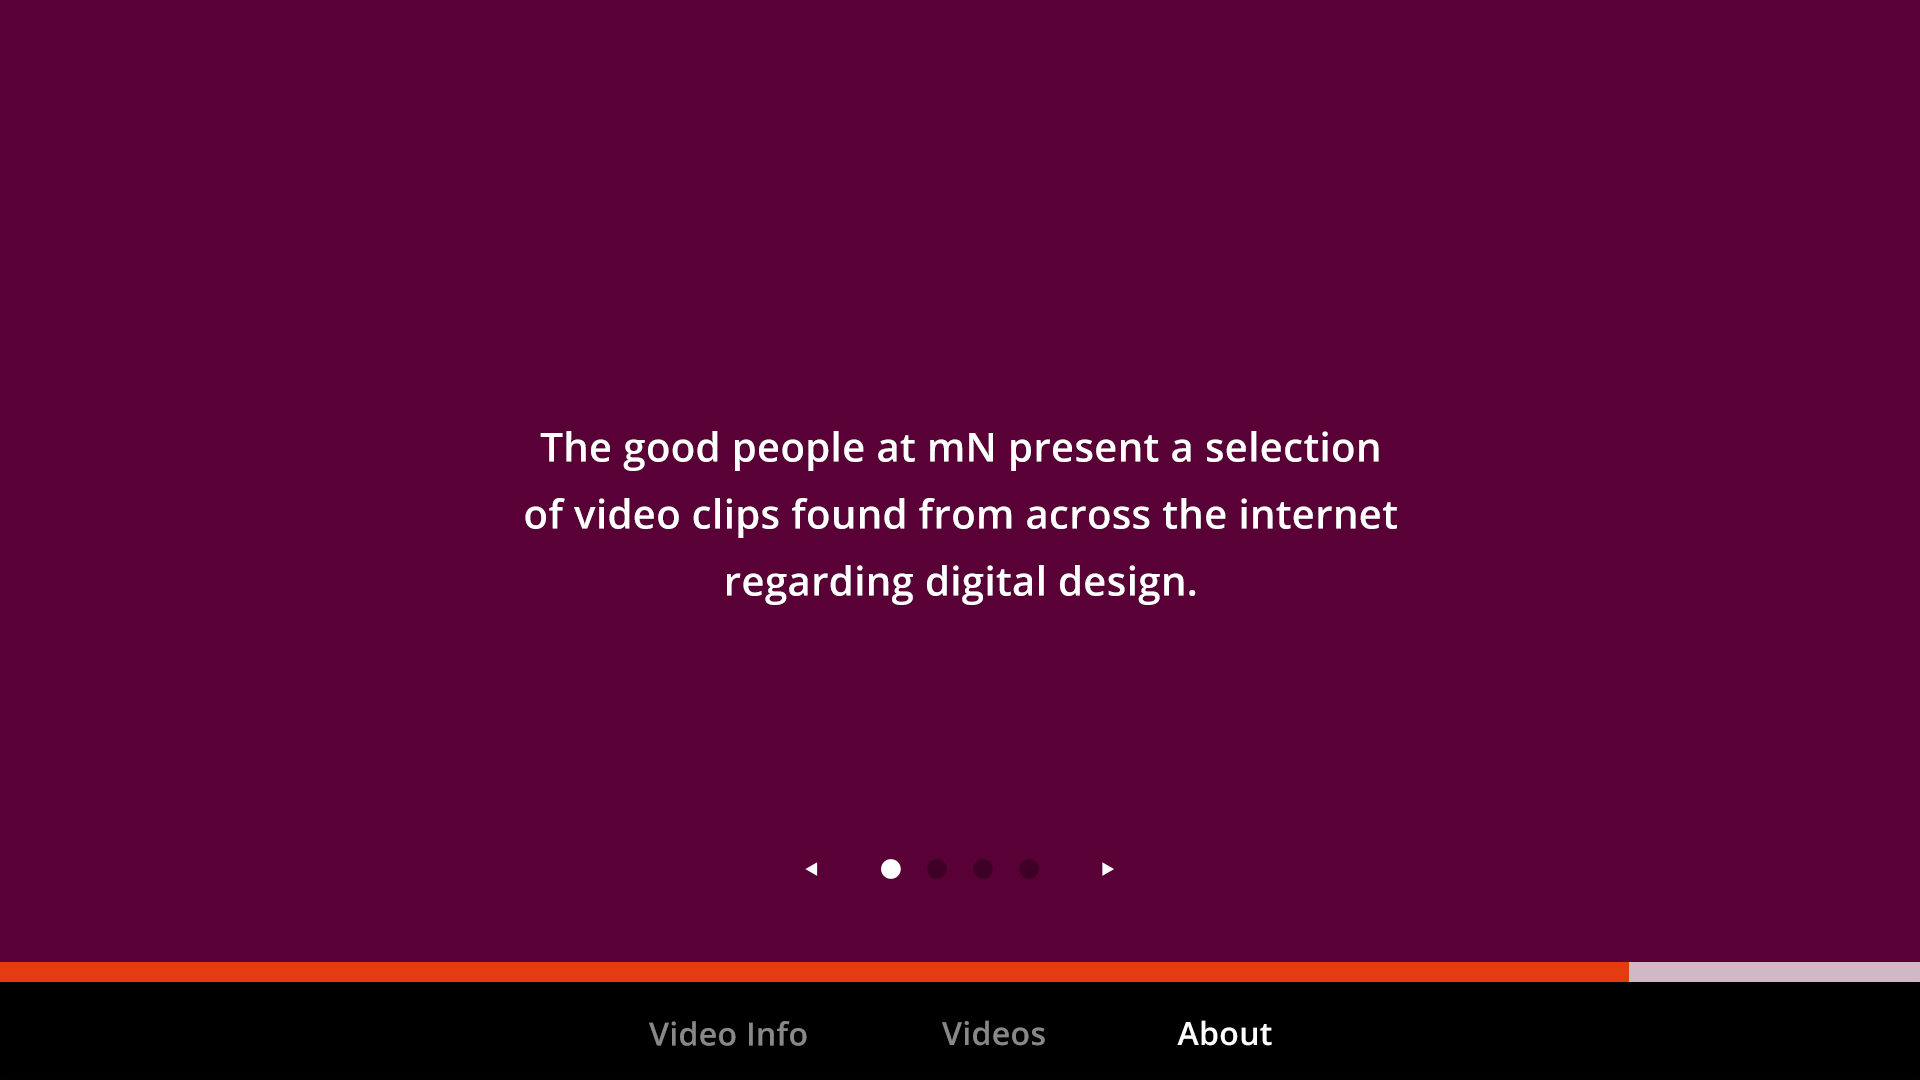 The good people at mN present a selection
of video clips found from across the internet
regarding digital design.
Video Info
Videos
About